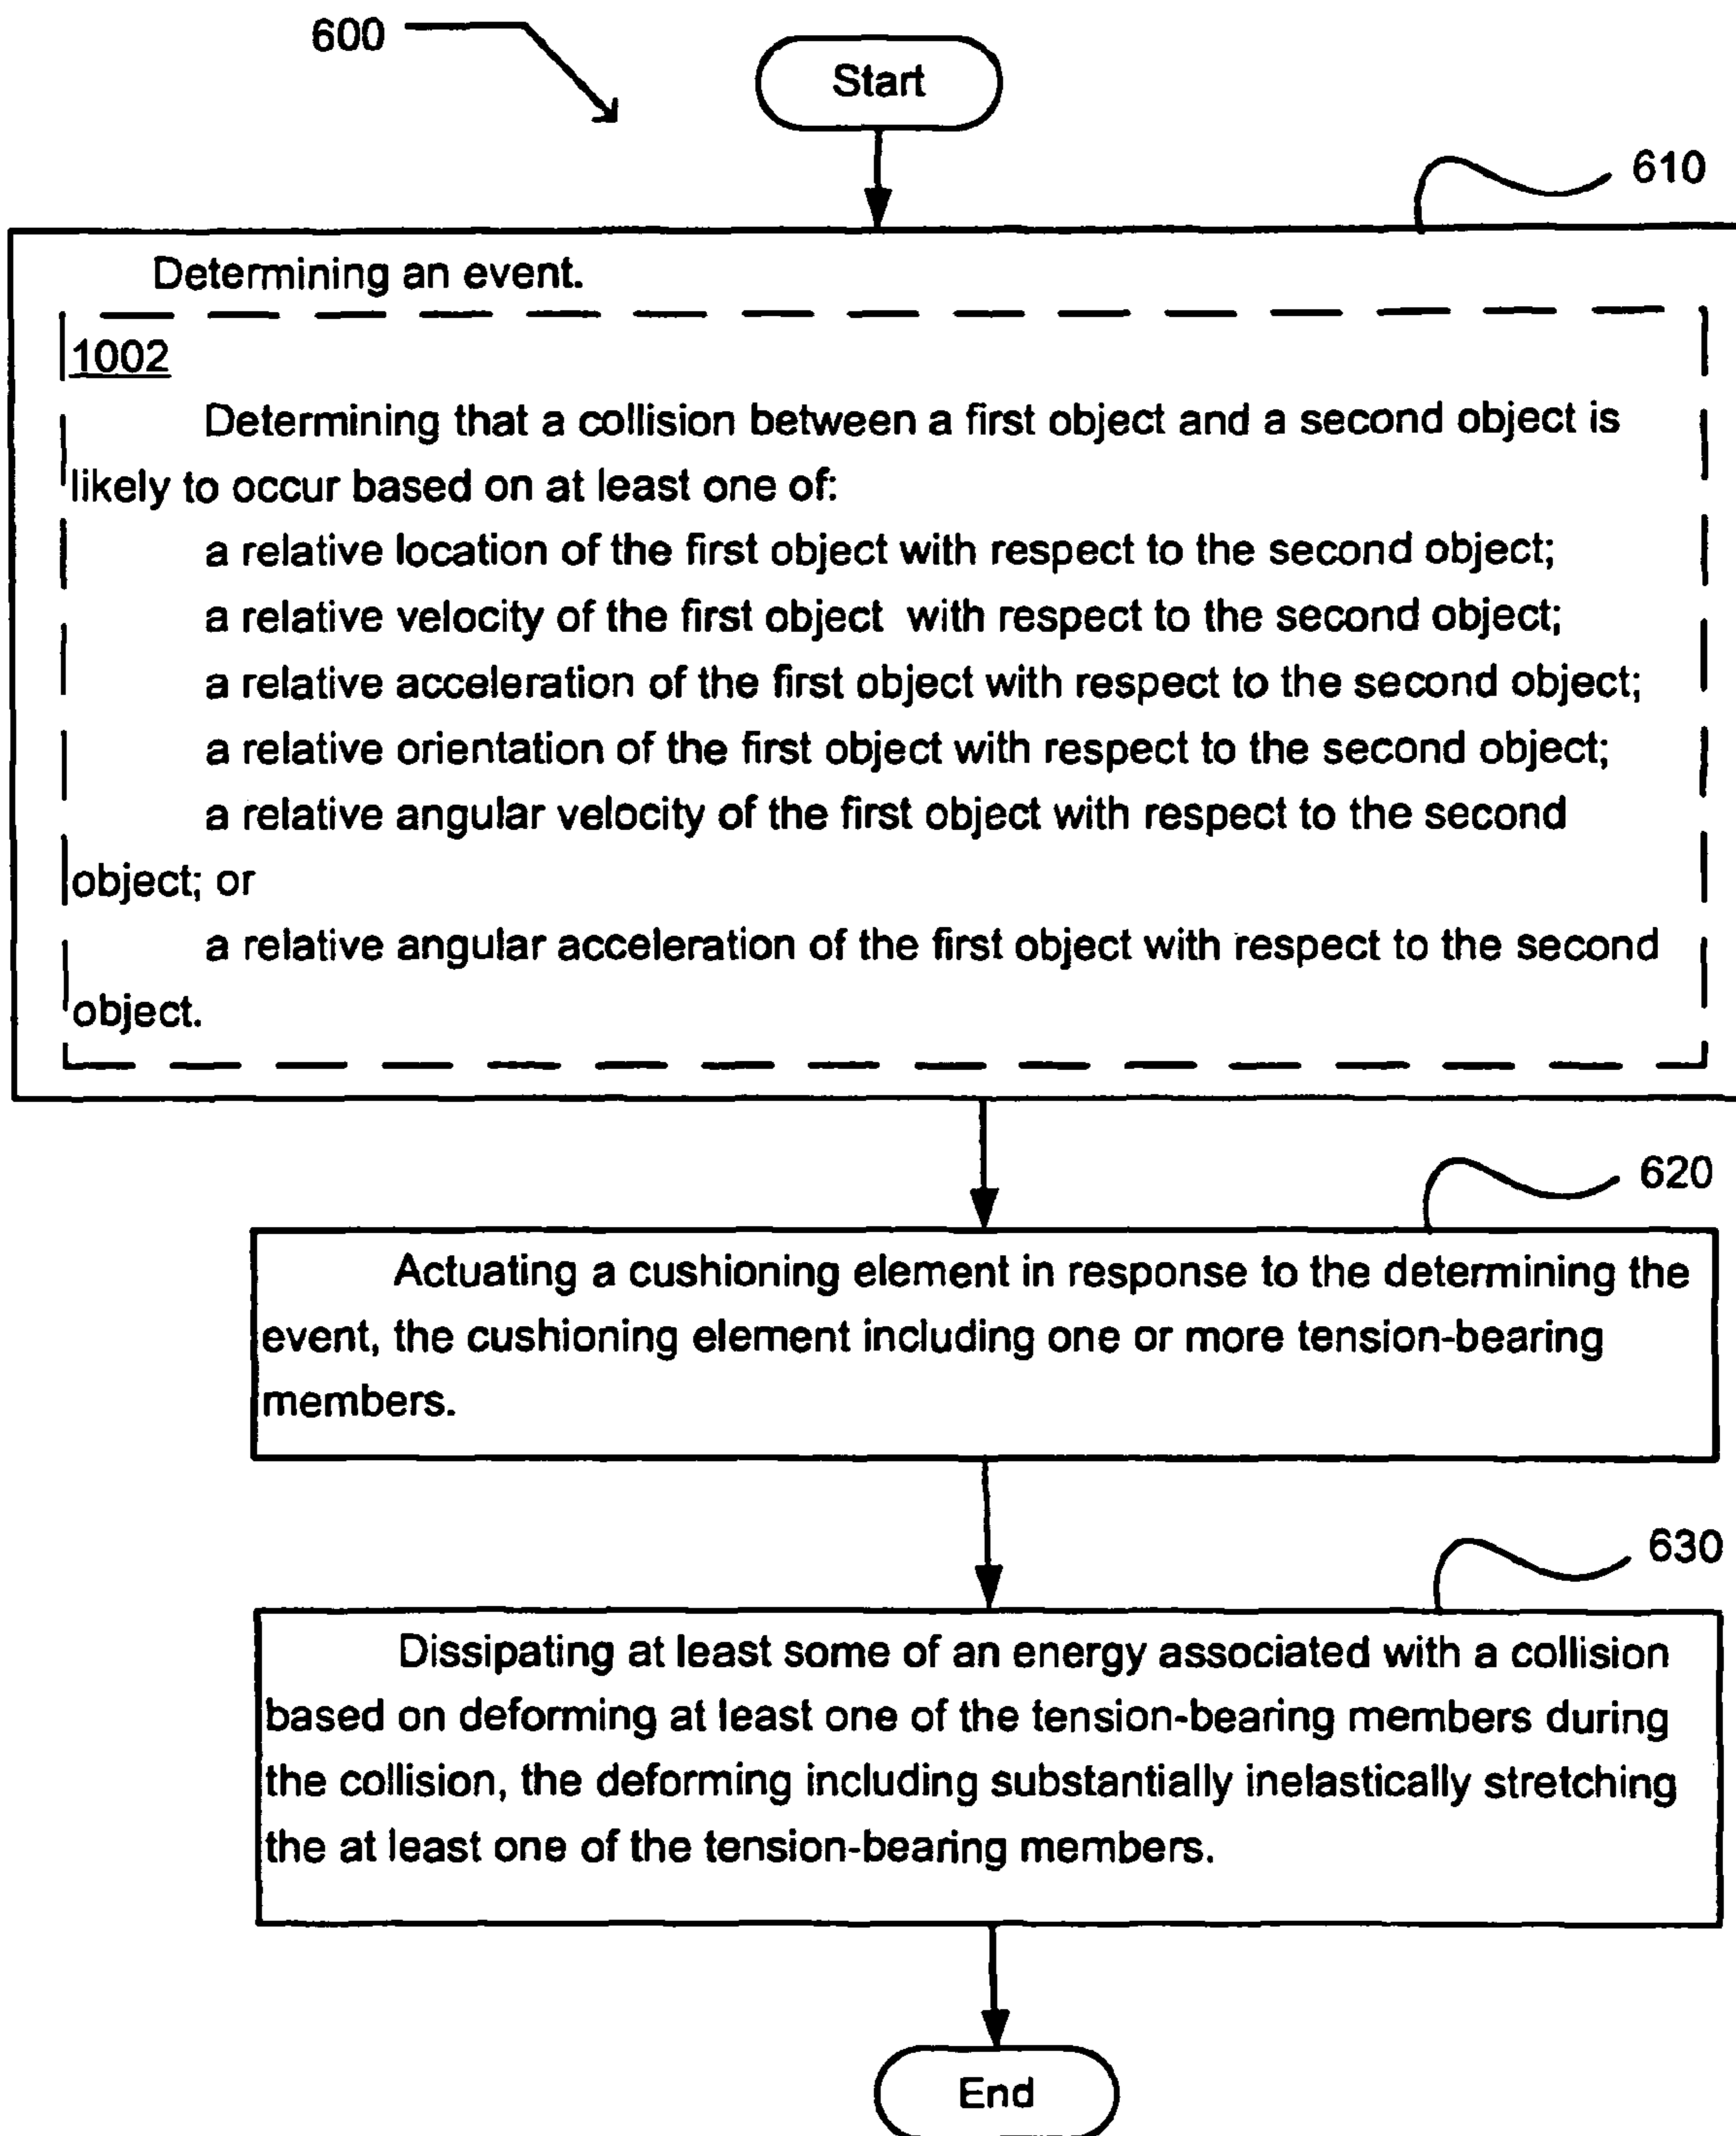 600
Start
610
Determining an event.
1002
Determining that a collision between a first object and a second object is
likely to occur based on at least one of:
a relative location of the first object with respect to the second object;
a relative velocity of the first object with respect to the second object;
a relative acceleration of the first object with respect to the second object;
a relative orientation of the first object with respect to the second object;
a relative angular velocity of the first object with respect to the second
object; or
a relative angular acceleration of the first object with respect to the second
object.
620
Actuating a cushioning element in response to the determining the
event, the cushioning element including one or more tension-bearing
members.
630
Dissipating at least some of an energy associated with a collision
based on deforming at least one of the tension-bearing members during
the collision, the deforming including substantially inelastically stretching
the at least one of the tension-bearing members.
End